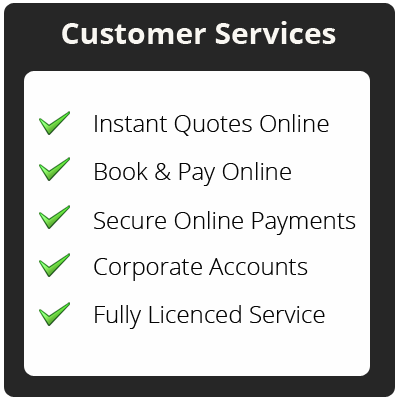 Customer Services
Instant Quotes Online
Book & Pay Online
Secure Online Payments
Corporate Accounts
Fully Licenced Service